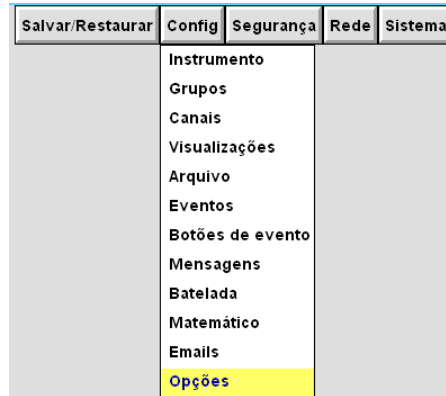 Salvar/Restaurar Config Segurança Rede Sistema
Instrumento
Grupos
Canais
Visualizações
Arquivo
Eventos
Botões de evento
Mensagens
Batelada
Matemático
Emails
Opções